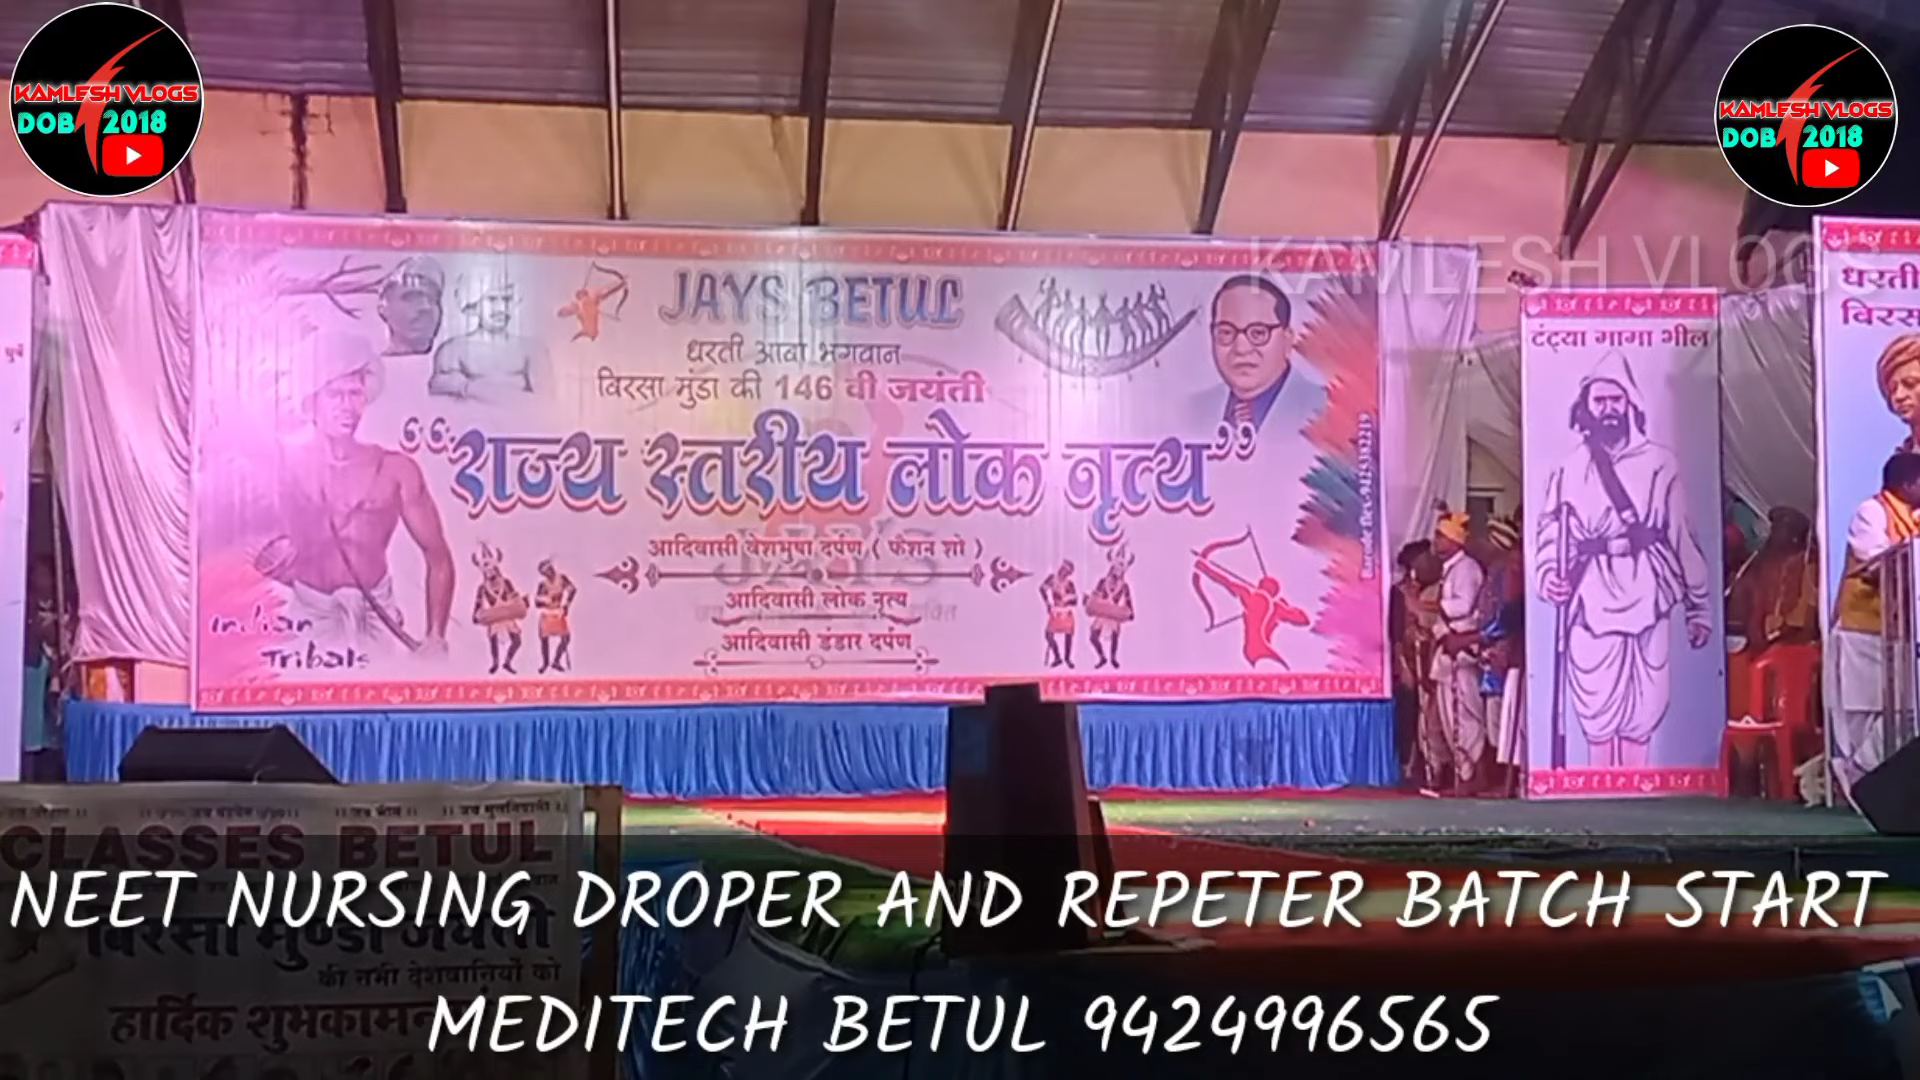 KAMLESH VLOGS
DOB 2018
KAMLESH VLOGS
DOB 2018
KAMLESH VLOGS
JAYS BETUL
धरती आबा भगवान
बिरसा मुंडा की 146 वी जयंती
“राज्य स्तरीय लोक नृत्य”
आदिवासी वेशभुषा दर्पण ( फैशन शो )
JAYS
आदिवासी लोक नृत्य
आदिवासी डंडार दर्पण
Indian
Tribals
टंट्या मामा भील
धरती
बिरस
CLASSES BETUL
बिरसा मुण्डा जयंती
की सभी देशवासियों को
हार्दिक शुभकामन
NEET NURSING DROPER AND REPETER BATCH START
MEDITECH BETUL 9424996565